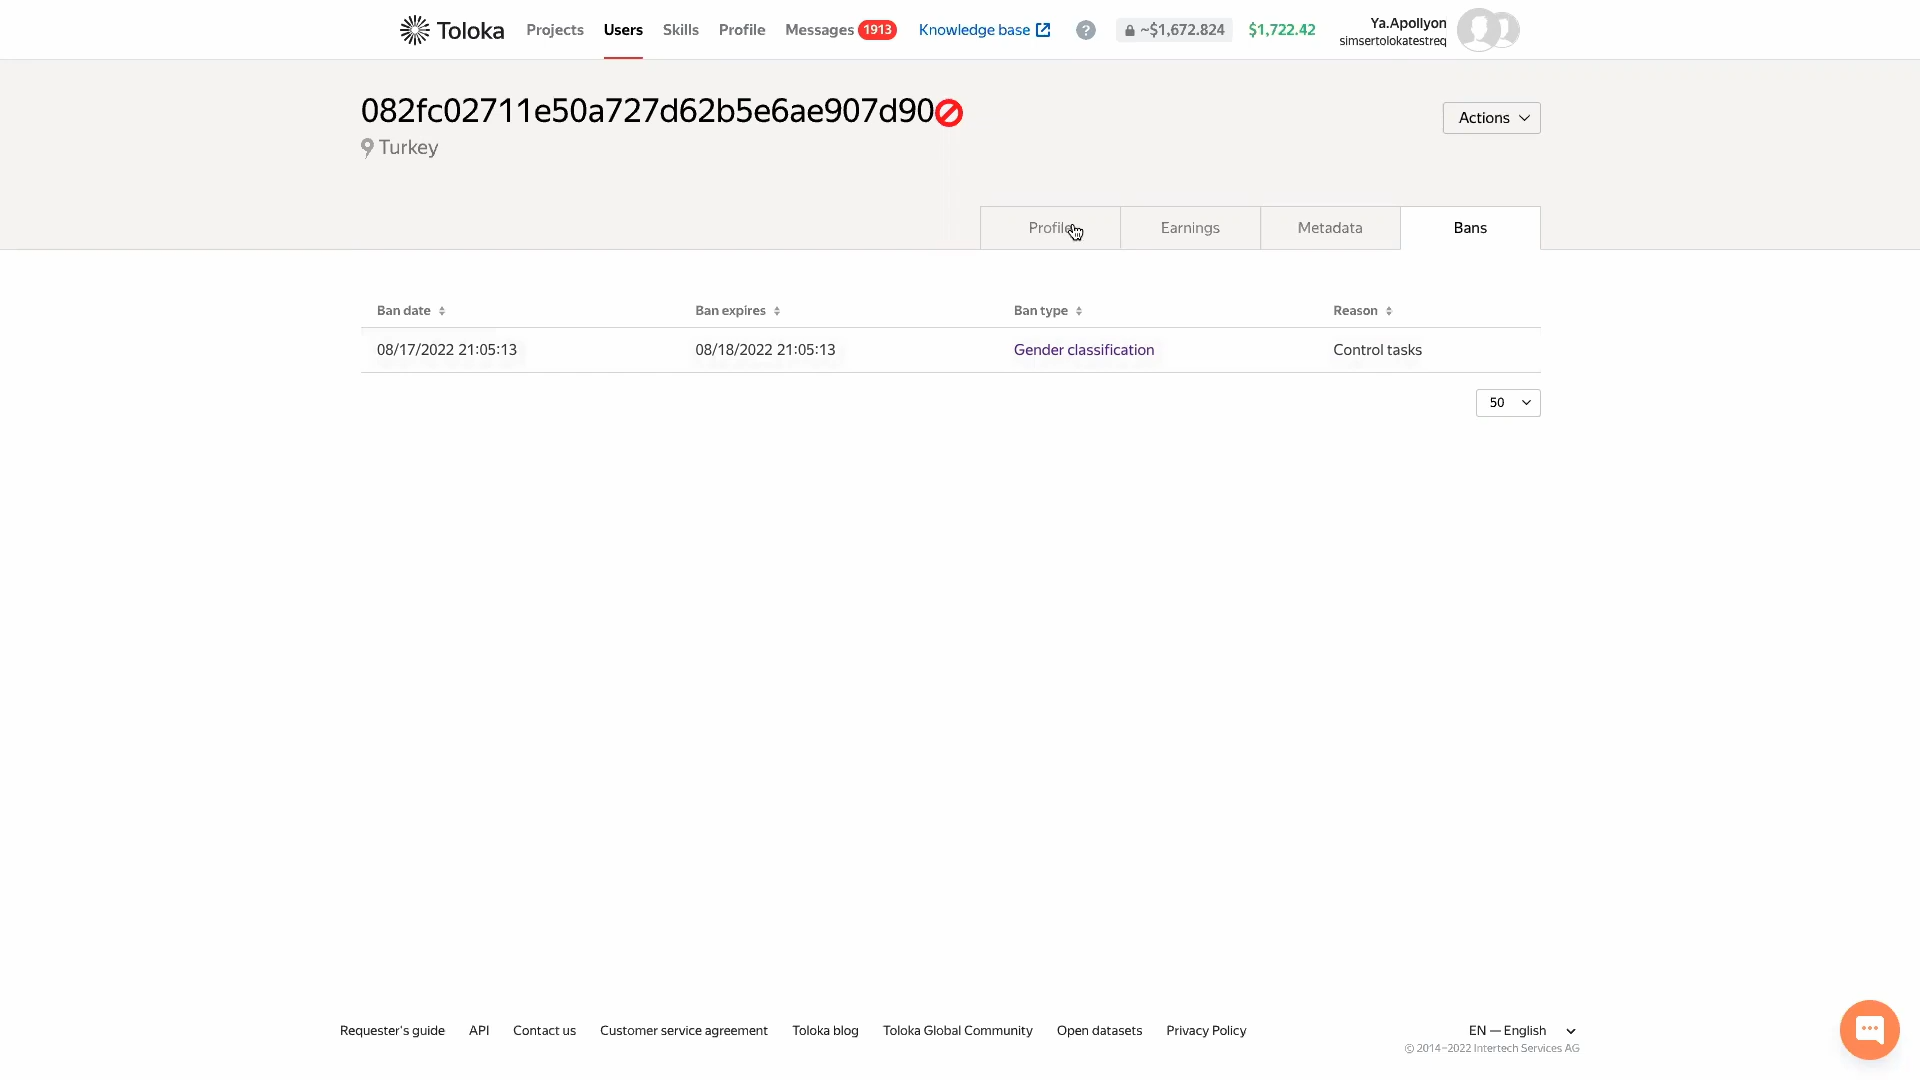 Toloka Projects Users Skills Profile Messages 1913 Knowledge base ? ~$1,672.824 $1,722.42 Ya.Apollyon
simsertolokatestreq
082fc02711e50a727d62b5e6ae907d90
Turkey
Actions
Profile Earnings Metadata Bans
Ban date Ban expires Ban type Reason
08/17/2022 21:05:13 08/18/2022 21:05:13 Gender classification Control tasks
50
Requester's guide API Contact us Customer service agreement Toloka blog Toloka Global Community Open datasets Privacy Policy EN — English
© 2014–2022 Intertech Services AG